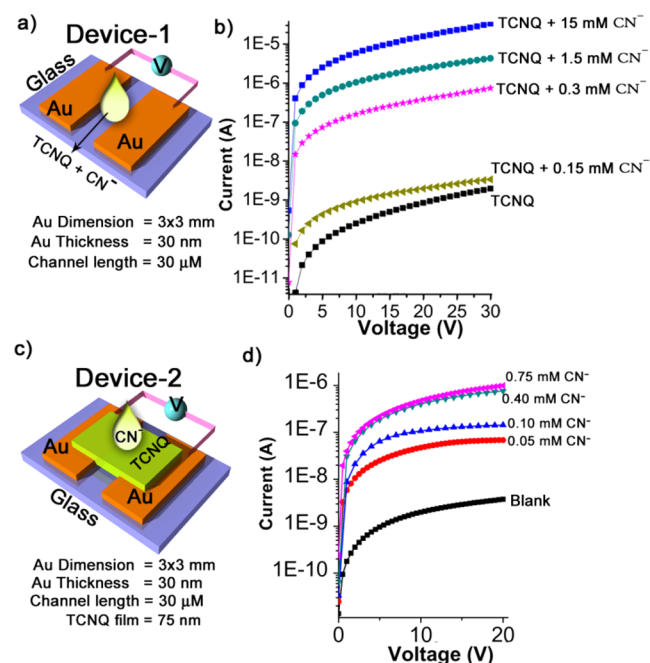 a)
Device-1
Glass
V
Au
Au
TCNQ + CN⁻
Au Dimension = 3x3 mm
Au Thickness = 30 nm
Channel length = 30 µM
b)
Current (A)
1E-5
1E-6
1E-7
1E-8
1E-9
1E-10
1E-11
0 5 10 15 20 25 30
Voltage (V)
TCNQ + 15 mM CN⁻
TCNQ + 1.5 mM CN⁻
TCNQ + 0.3 mM CN⁻
TCNQ + 0.15 mM CN⁻
TCNQ
c)
Device-2
V
CN⁻
TCNQ
Au
Au
Glass
Au Dimension = 3x3 mm
Au Thickness = 30 nm
Channel length = 30 µM
TCNQ film = 75 nm
d)
Current (A)
1E-6
1E-7
1E-8
1E-9
1E-10
0 10 20
Voltage (V)
0.75 mM CN⁻
0.40 mM CN⁻
0.10 mM CN⁻
0.05 mM CN⁻
Blank